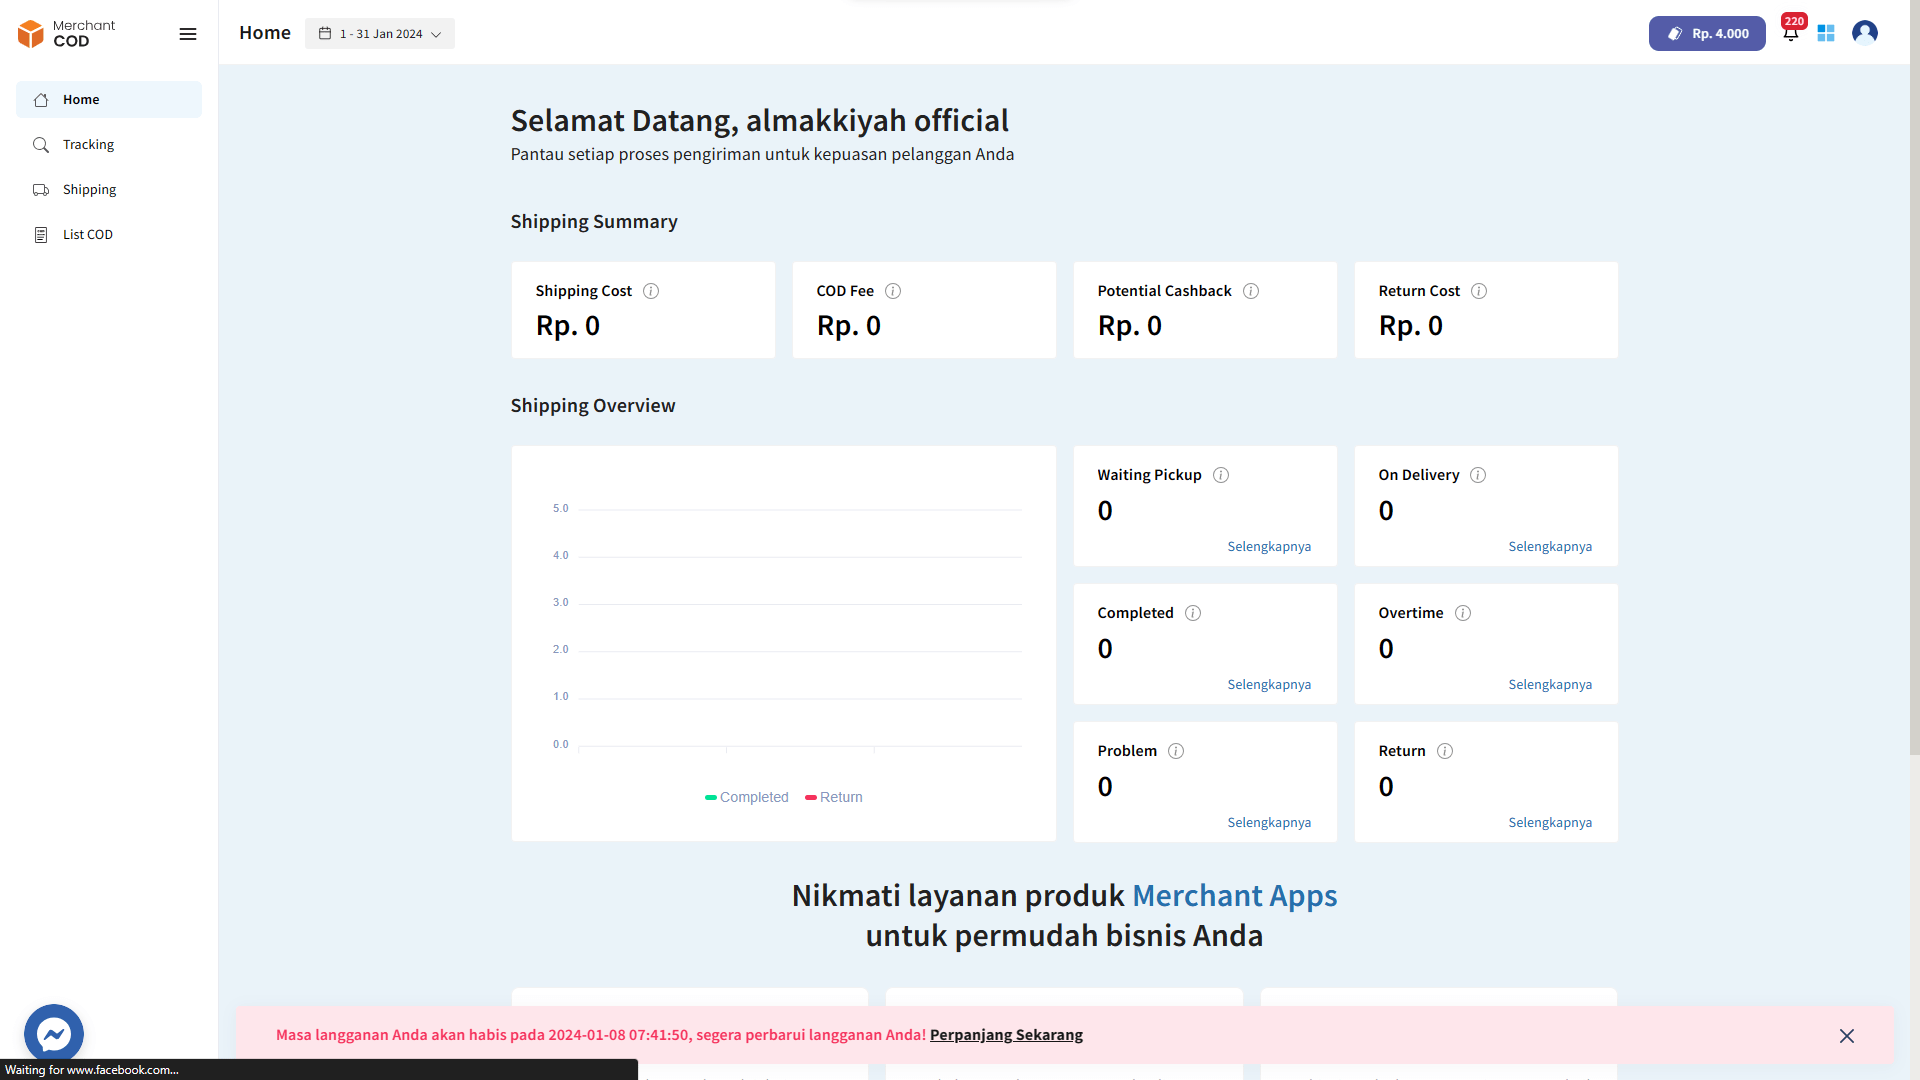 Merchant
COD
Home
1 - 31 Jan 2024
Rp. 4.000
220
Home
Tracking
Shipping
List COD
Selamat Datang, almakkiyah official
Pantau setiap proses pengiriman untuk kepuasan pelanggan Anda
Shipping Summary
Shipping Cost
Rp. 0
COD Fee
Rp. 0
Potential Cashback
Rp. 0
Return Cost
Rp. 0
Shipping Overview
5.0
4.0
3.0
2.0
1.0
0.0
Completed Return
Waiting Pickup
0
Selengkapnya
On Delivery
0
Selengkapnya
Completed
0
Selengkapnya
Overtime
0
Selengkapnya
Problem
0
Selengkapnya
Return
0
Selengkapnya
Nikmati layanan produk Merchant Apps
untuk permudah bisnis Anda
Masa langganan Anda akan habis pada 2024-01-08 07:41:50, segera perbarui langganan Anda! Perpanjang Sekarang
Waiting for www.facebook.com...